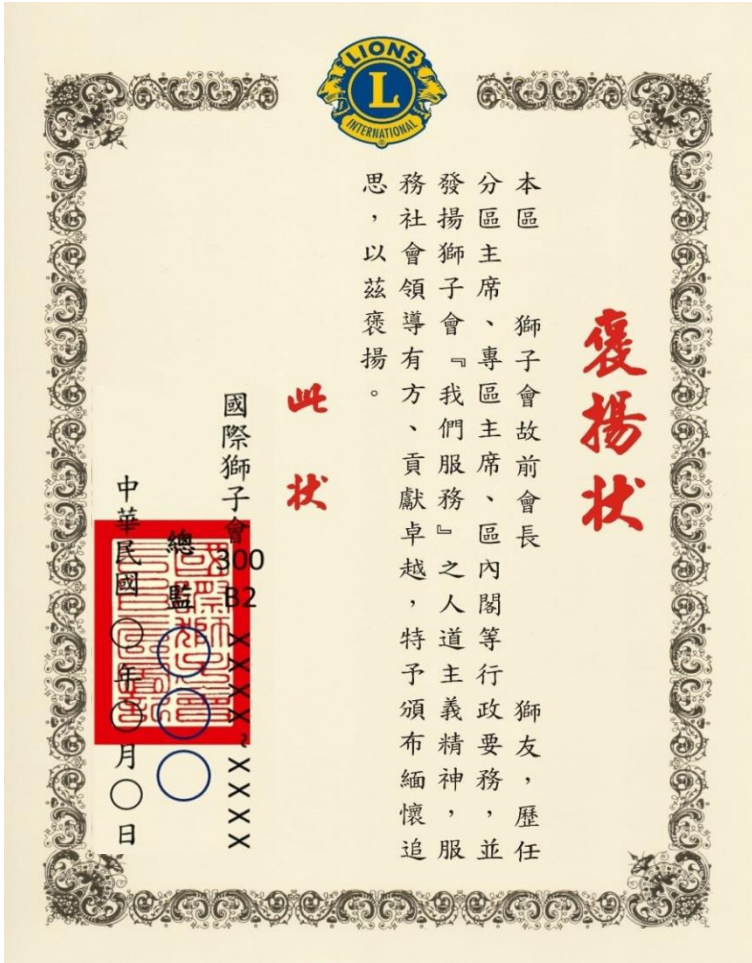 LIONS
L
INTERNATIONAL
®
褒揚狀
本區　獅子會故前會長　獅友，歷任
分區主席、專區主席、區內閣等行政要務，並
發揚獅子會『我們服務』之人道主義精神，服
務社會領導有方、貢獻卓越，特予頒布緬懷追
思，以茲褒揚。
此狀
國際獅子會300 B2 XXXX~XXXX
總監〇〇〇
中華民國〇年〇月〇日